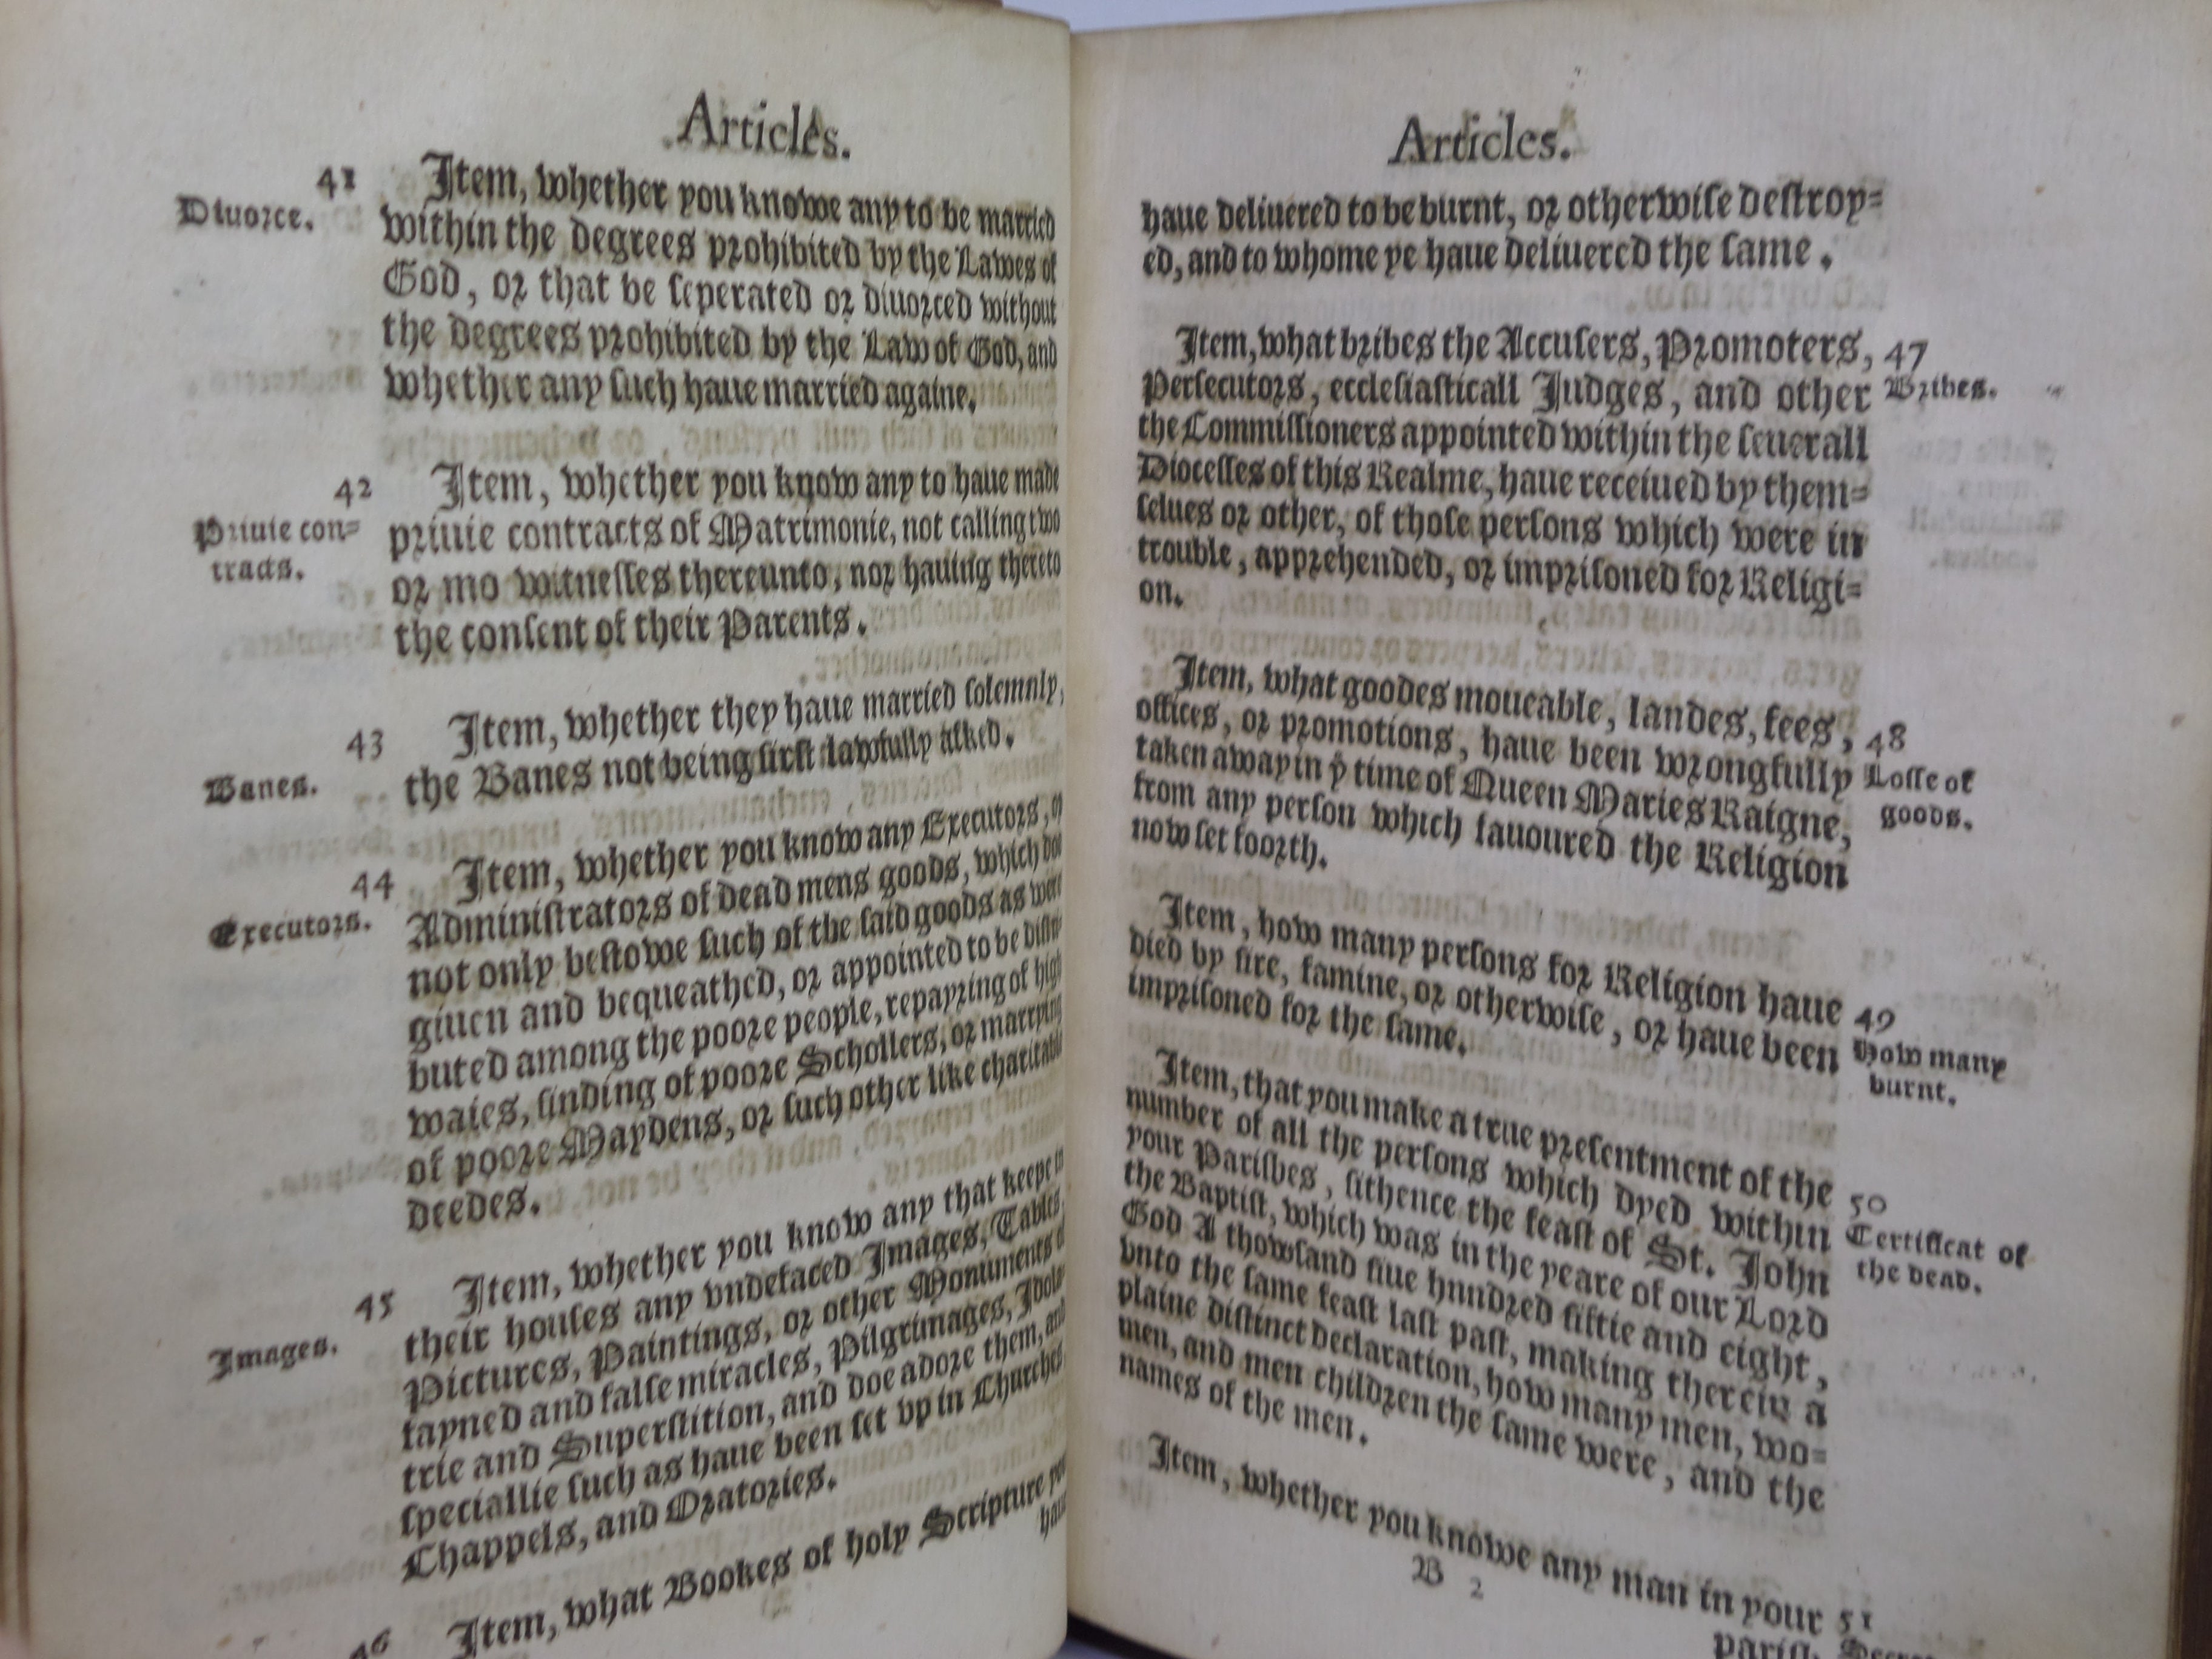 Articles.
41
Diuorce.
Item, whether you knowe any to be married
within the degrees prohibited by the Lawes of
God, or that be seperated or diuorced without
the degrees prohibited by the Law of God, and
whether any such haue married againe.
42
Priuie con=
tracts.
Item, whether you know any to haue made
priuie contracts of Matrimonie, not calling two
or mo witnesses thereunto, nor hauing thereto
the consent of their Parents.
43
Banes.
Item, whether they haue married solemnly,
the Banes not being first lawfully asked.
44
Executors.
Item, whether you know any Executors, or
Administrators of dead mens goods, which doe
not only bestowe such of the said goods as were
giuen and bequeathed, or appointed to be distri
buted among the poore people, repayring of high
waies, finding of poore Schollers, or marrying
of poore Maydens, or such other like charitable
deedes.
45
Images.
Item, whether you know any that keepe in
their houses any vndefaced Images, Tables,
Pictures, Paintings, or other Monuments of
fayned and false miracles, Pilgrimages, Idola
trie and Superstition, and doe adore them, and
speciallie such as haue been set vp in Churches
Chappels, and Oratories.
46
Item, what Bookes of holy Scripture you
haue
Articles.
haue deliuered to be burnt, or otherwise destroy=
ed, and to whome ye haue deliuered the same.
Item, what bribes the Accusers, Promoters,
Persecutors, ecclesiasticall Judges, and other
the Commissioners appointed within the seuerall
Diocesses of this Realme, haue receiued by them=
selues or other, of those persons which were in
trouble, apprehended, or imprisoned for Religi=
on.
47
Bribes.
Item, what goodes moueable, landes, fees,
offices, or promotions, haue been wrongfully
taken away in ẏ time of Queen Maries Raigne,
from any person which fauoured the Religion
now set foorth.
48
Losse of
goods.
Item, how many persons for Religion haue
died by fire, famine, or otherwise, or haue been
imprisoned for the same.
49
How many
burnt.
Item, that you make a true presentment of the
number of all the persons which dyed within
your Parishes, sithence the feast of St. John
the Baptist, which was in the yeare of our Lord
God A thowsand fiue hnndred fiftie and eight,
vnto the same feast last past, making therein a
plaine distinct declaration, how many men, wo=
men, and men children the same were, and the
names of the men.
50
Certificat of
the dead.
Item, whether you knowe any man in your
51
B 2